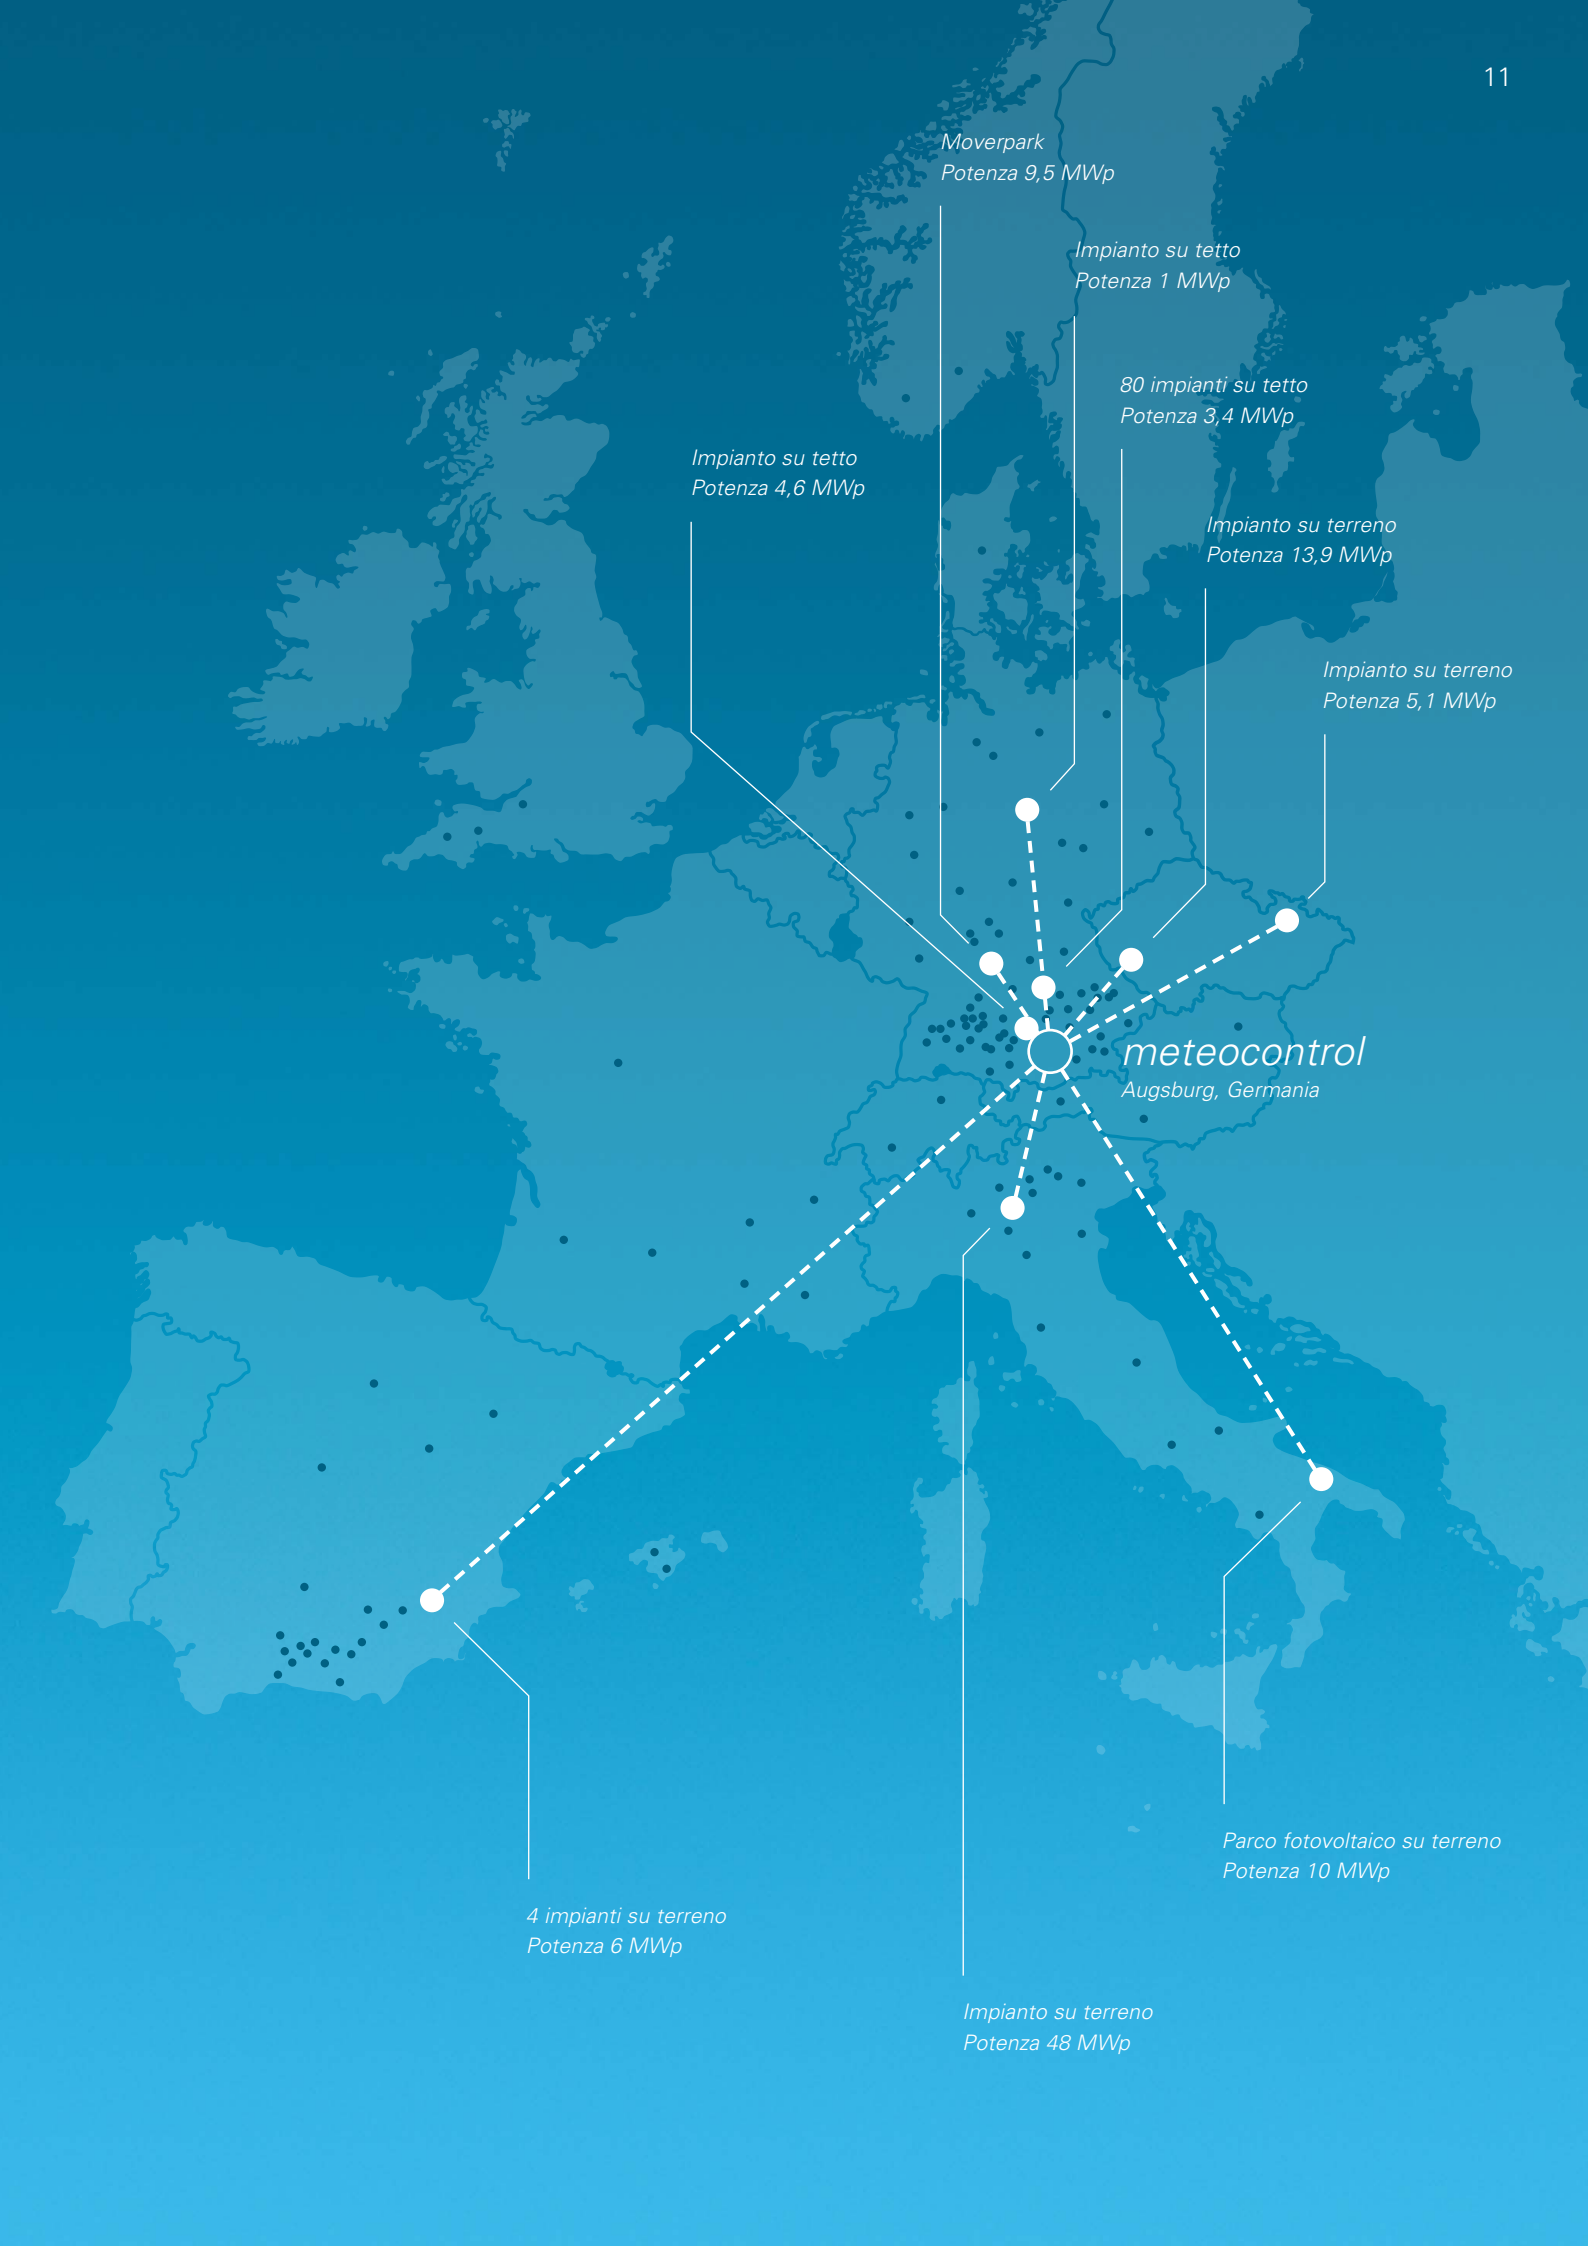 11
Moverpark
Potenza 9,5 MWp
Impianto su tetto
Potenza 1 MWp
80 impianti su tetto
Potenza 3,4 MWp
Impianto su tetto
Potenza 4,6 MWp
Impianto su terreno
Potenza 13,9 MWp
Impianto su terreno
Potenza 5,1 MWp
meteocontrol
Augsburg, Germania
Parco fotovoltaico su terreno
Potenza 10 MWp
4 impianti su terreno
Potenza 6 MWp
Impianto su terreno
Potenza 48 MWp